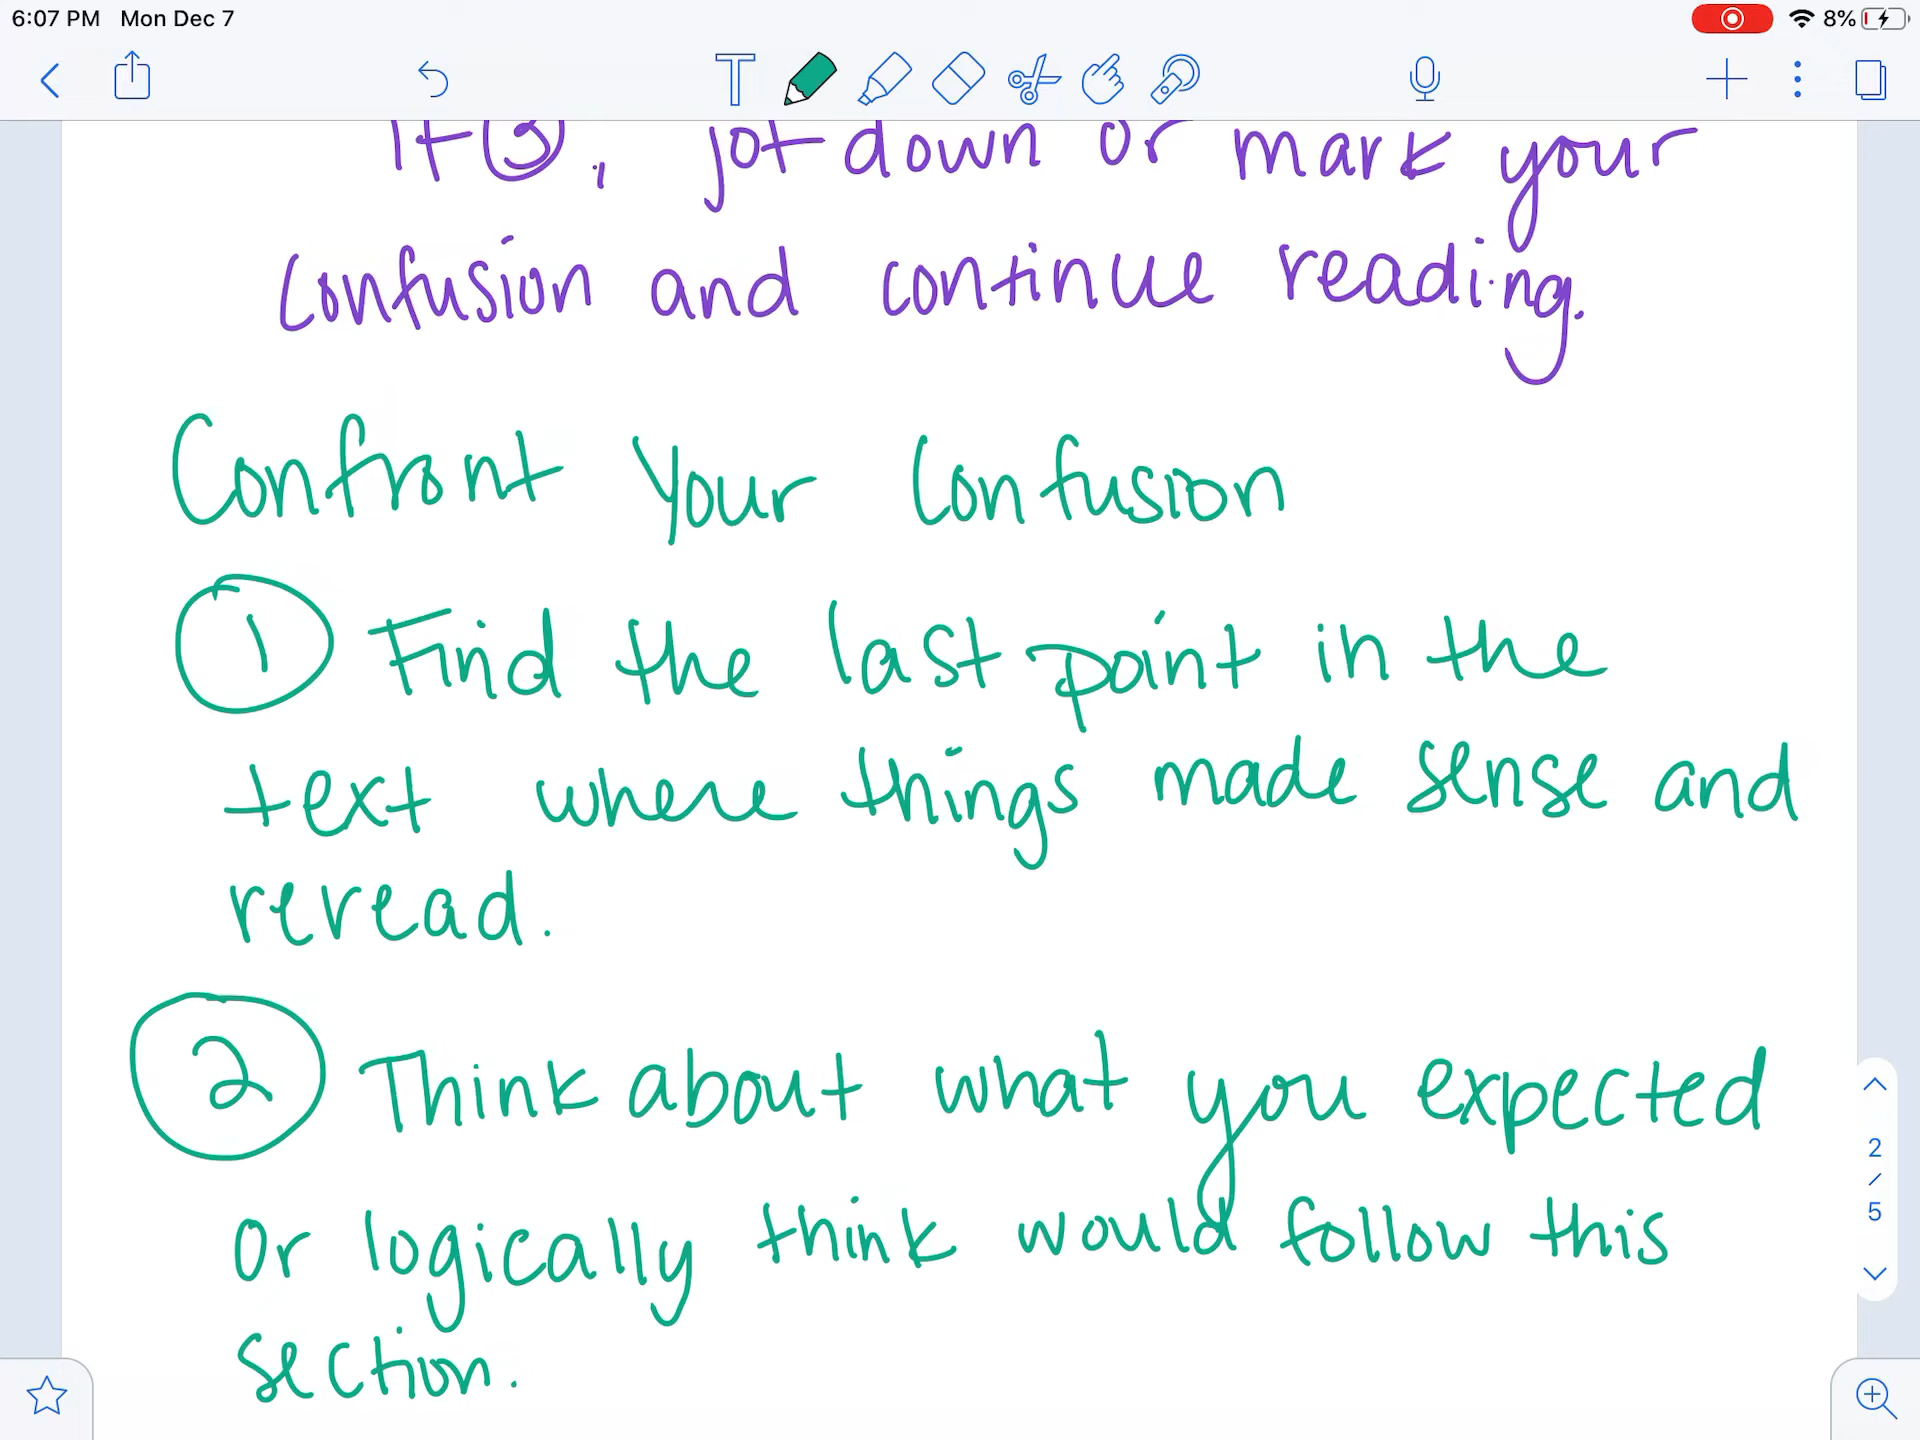 6:07 PM Mon Dec 7
8%
If ③, jot down or mark your
confusion and continue reading.
Confront Your Confusion
① Find the last point in the
text where things made sense and
reread.
② Think about what you expected
or logically think would follow this
section.
2
/
5